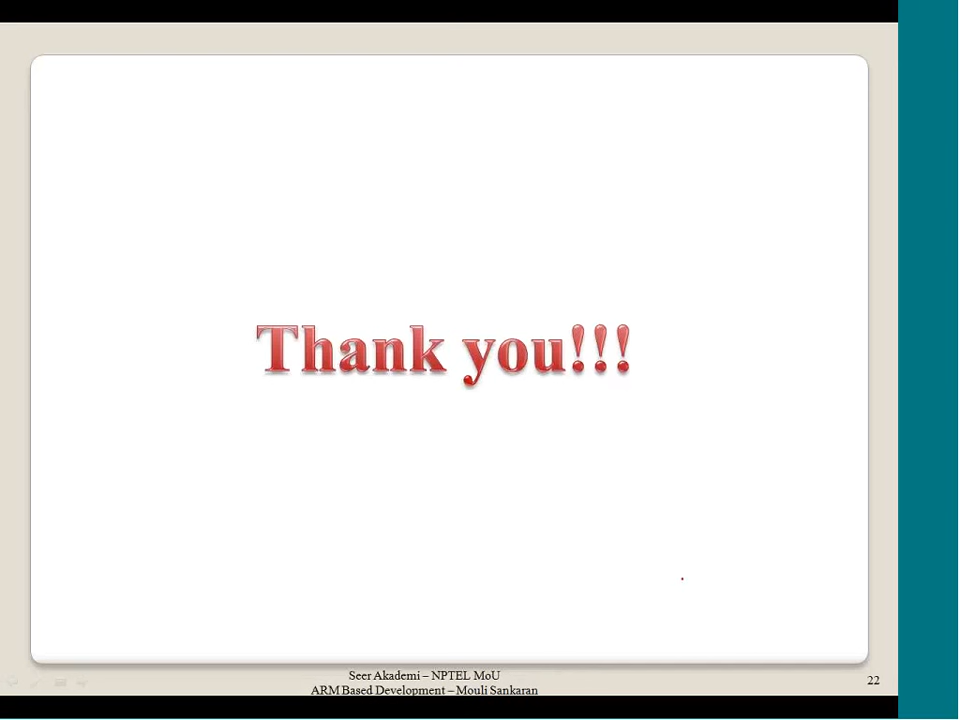 Thank you!!!
Seer Akademi – NPTEL MoU
ARM Based Development – Mouli Sankaran
22